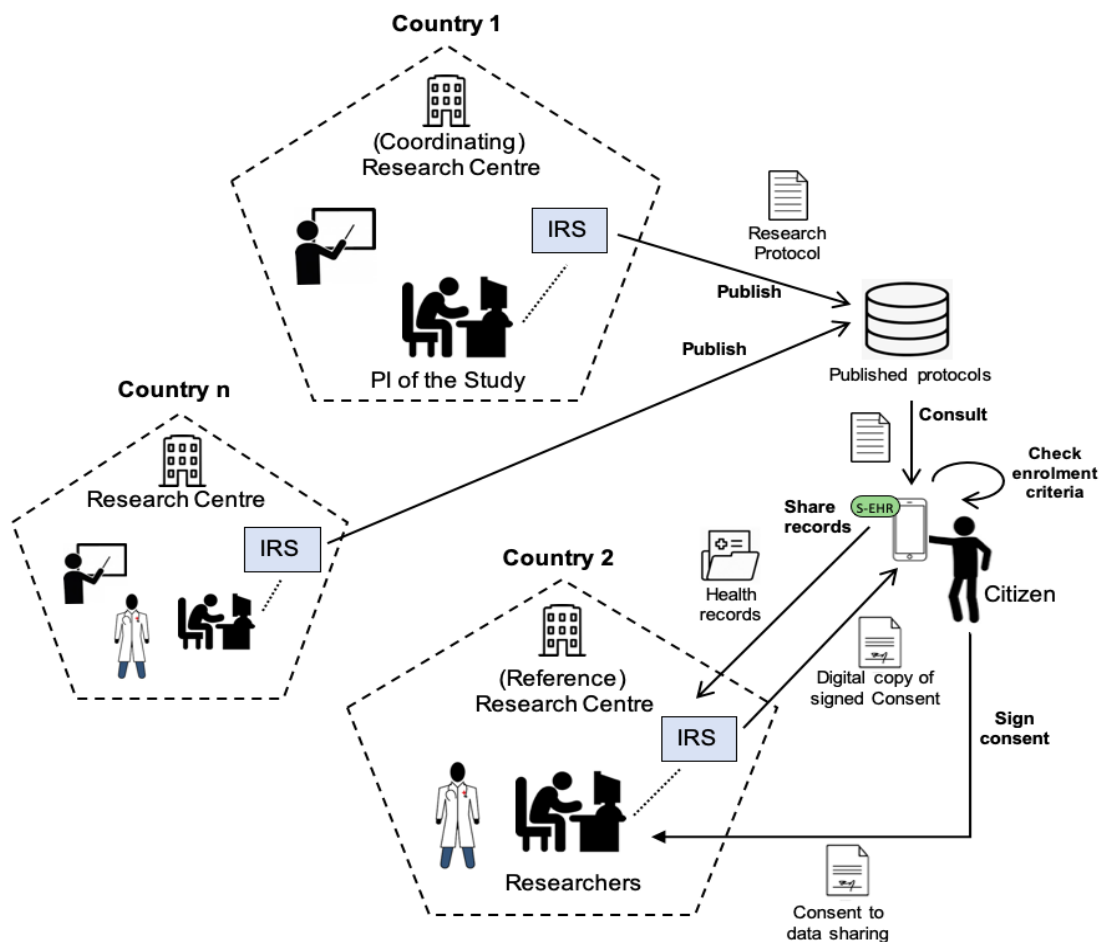 Country 1
(Coordinating)
Research Centre
IRS
PI of the Study
Research
Protocol
Publish
Publish
Published protocols
Consult
Check
enrolment
criteria
Country n
Research Centre
IRS
S-EHR
Share
records
Citizen
Health
records
Country 2
(Reference)
Research Centre
IRS
Researchers
Digital copy of
signed Consent
Sign
consent
Consent to
data sharing